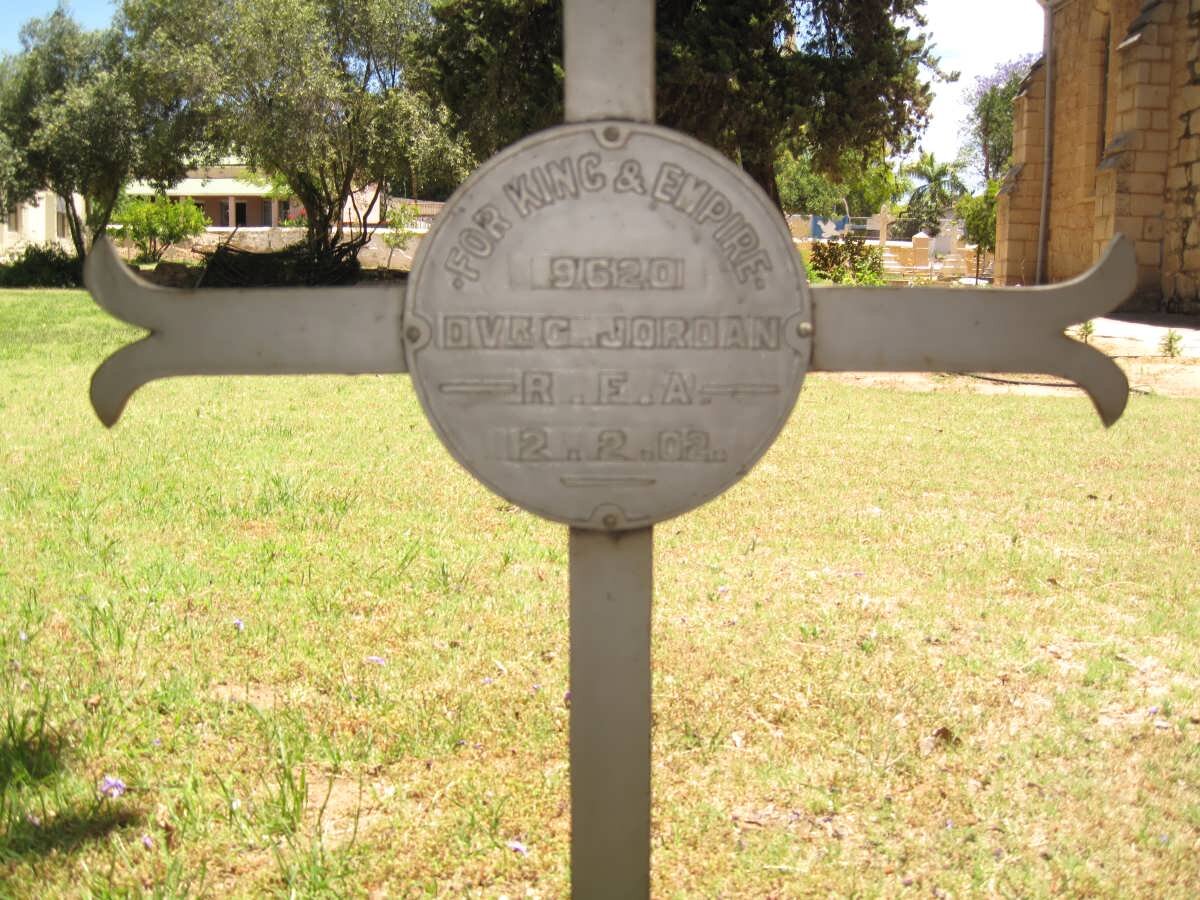 ·FOR KING & EMPIRE·
9620
DVR G. JORDAN
R.F.A.
12.2.02.